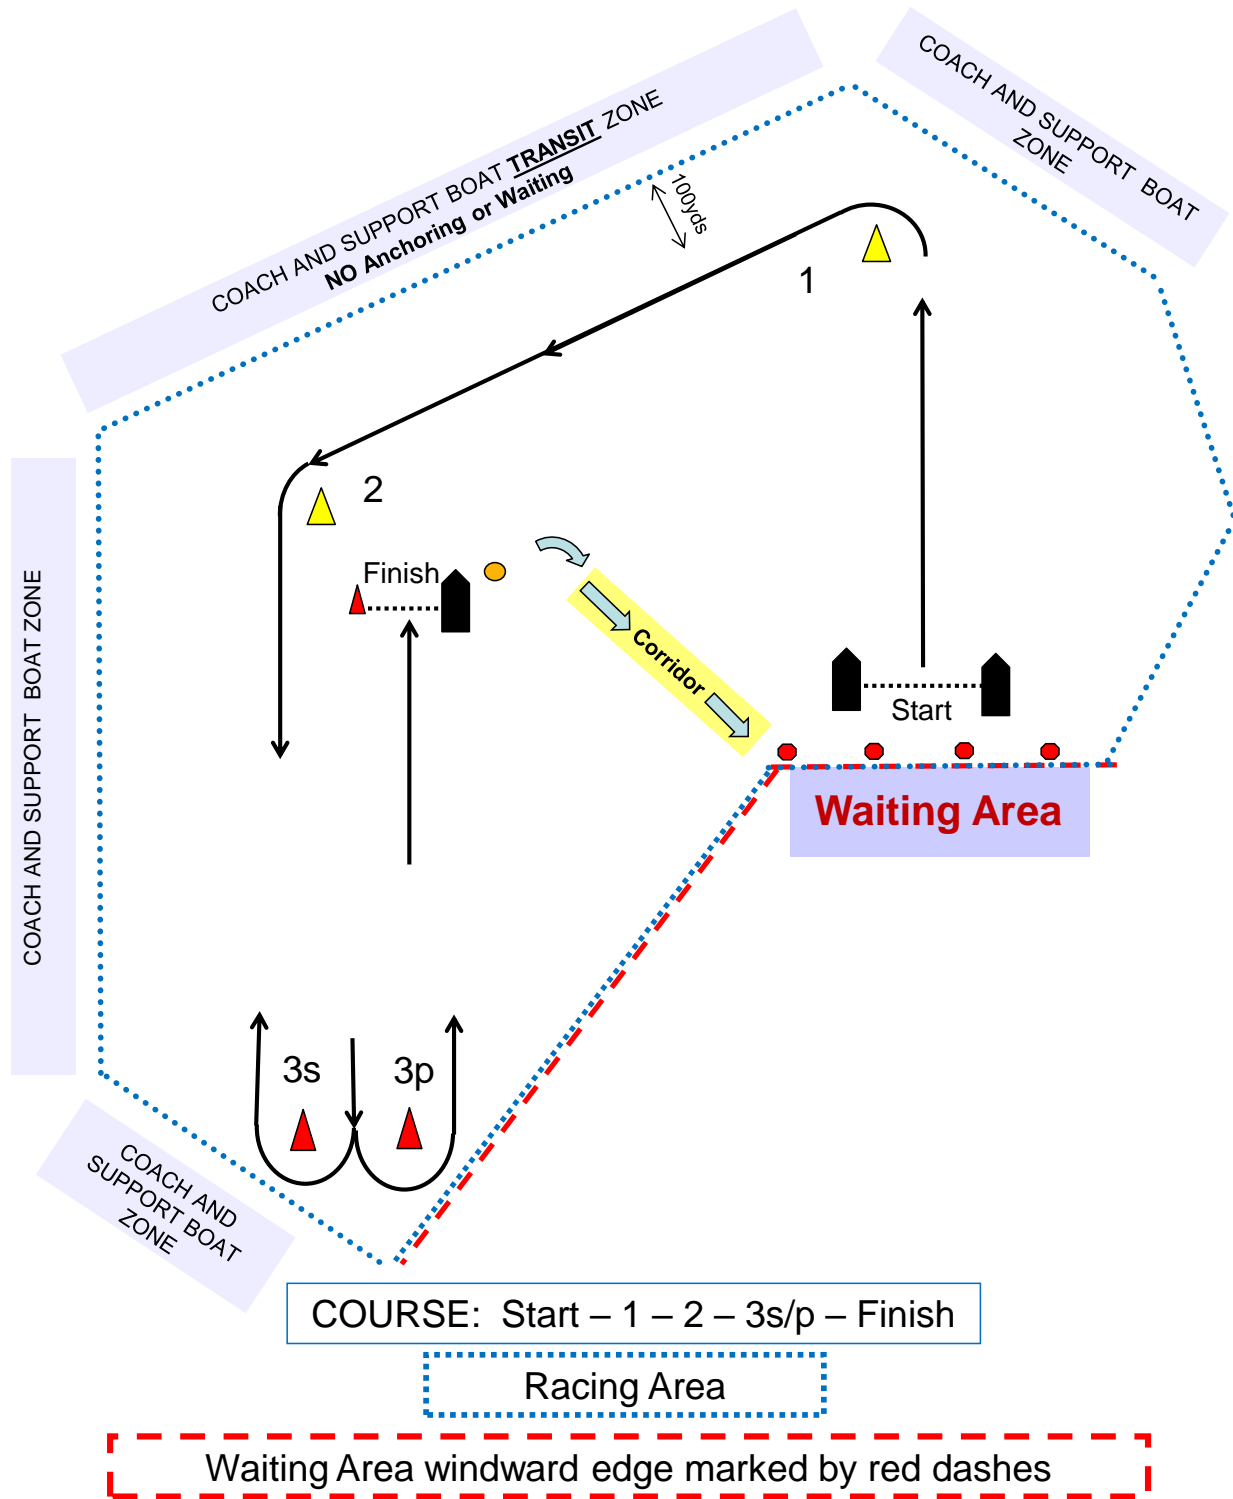 COACH AND SUPPORT BOAT
ZONE
COACH AND SUPPORT BOAT TRANSIT ZONE
NO Anchoring or Waiting
100yds
1
2
Finish
Corridor
Start
COACH AND SUPPORT BOAT ZONE
Waiting Area
3s
3p
COACH AND
SUPPORT BOAT
ZONE
COURSE: Start – 1 – 2 – 3s/p – Finish
Racing Area
Waiting Area windward edge marked by red dashes